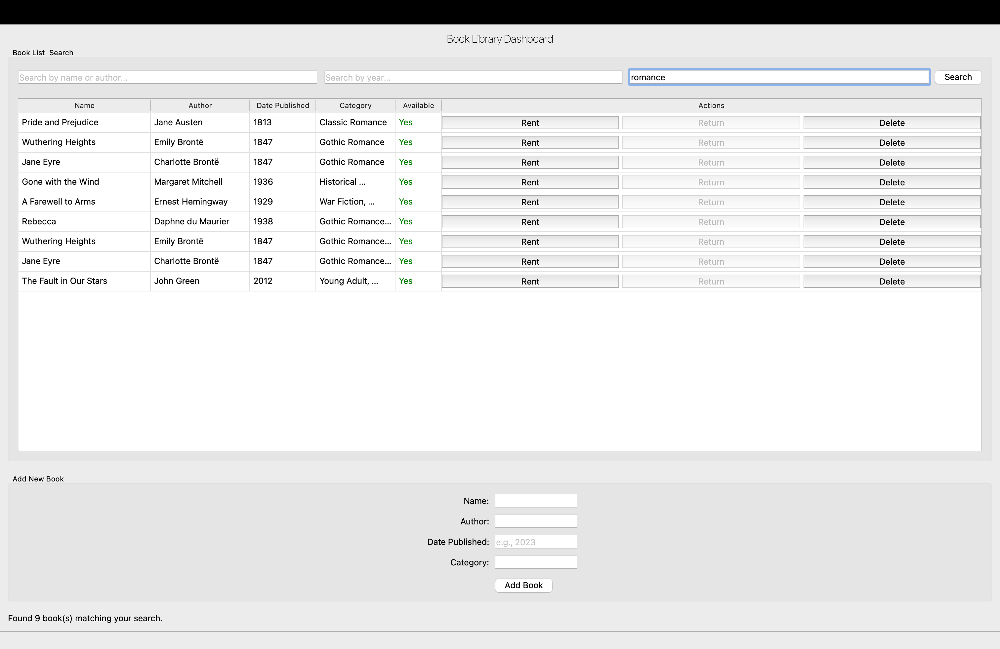 Book Library Dashboard
Book List Search
Search by name or author... Search by year... romance Search
Name Author Date Published Category Available Actions
Pride and Prejudice Jane Austen 1813 Classic Romance Yes Rent Return Delete
Wuthering Heights Emily Brontë 1847 Gothic Romance Yes Rent Return Delete
Jane Eyre Charlotte Brontë 1847 Gothic Romance Yes Rent Return Delete
Gone with the Wind Margaret Mitchell 1936 Historical ... Yes Rent Return Delete
A Farewell to Arms Ernest Hemingway 1929 War Fiction, ... Yes Rent Return Delete
Rebecca Daphne du Maurier 1938 Gothic Romance... Yes Rent Return Delete
Wuthering Heights Emily Brontë 1847 Gothic Romance... Yes Rent Return Delete
Jane Eyre Charlotte Brontë 1847 Gothic Romance... Yes Rent Return Delete
The Fault in Our Stars John Green 2012 Young Adult, ... Yes Rent Return Delete
Add New Book
Name:
Author:
Date Published: e.g., 2023
Category:
Add Book
Found 9 book(s) matching your search.